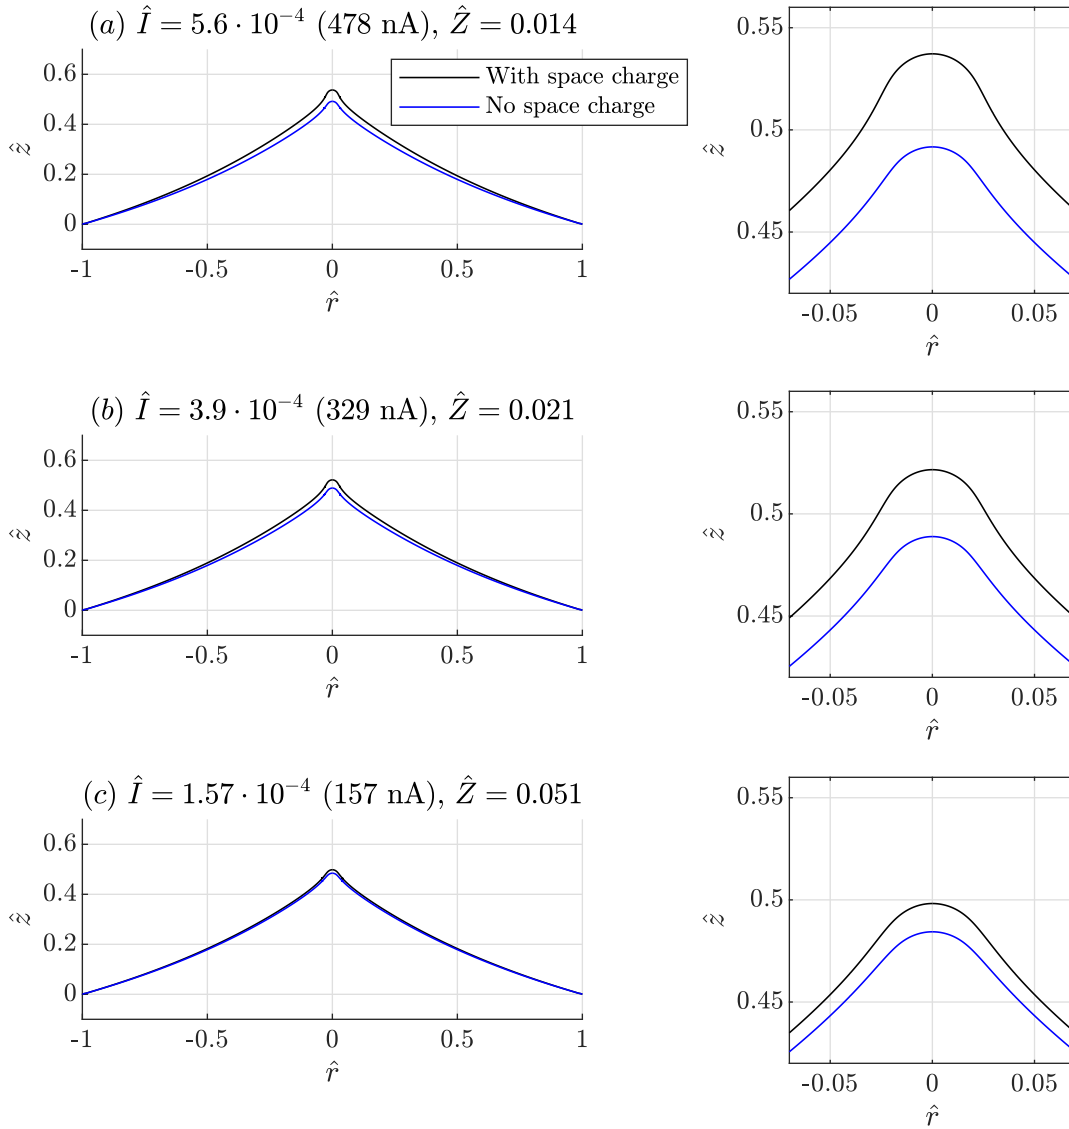 (a) Î = 5.6 · 10⁻⁴ (478 nA), Ẑ = 0.014
With space charge
No space charge
0.6
0.4
0.2
0
ẑ
-1
-0.5
0
0.5
1
r̂
0.55
0.5
0.45
ẑ
-0.05
0
0.05
r̂
(b) Î = 3.9 · 10⁻⁴ (329 nA), Ẑ = 0.021
0.6
0.4
0.2
0
ẑ
-1
-0.5
0
0.5
1
r̂
0.55
0.5
0.45
ẑ
-0.05
0
0.05
r̂
(c) Î = 1.57 · 10⁻⁴ (157 nA), Ẑ = 0.051
0.6
0.4
0.2
0
ẑ
-1
-0.5
0
0.5
1
r̂
0.55
0.5
0.45
ẑ
-0.05
0
0.05
r̂